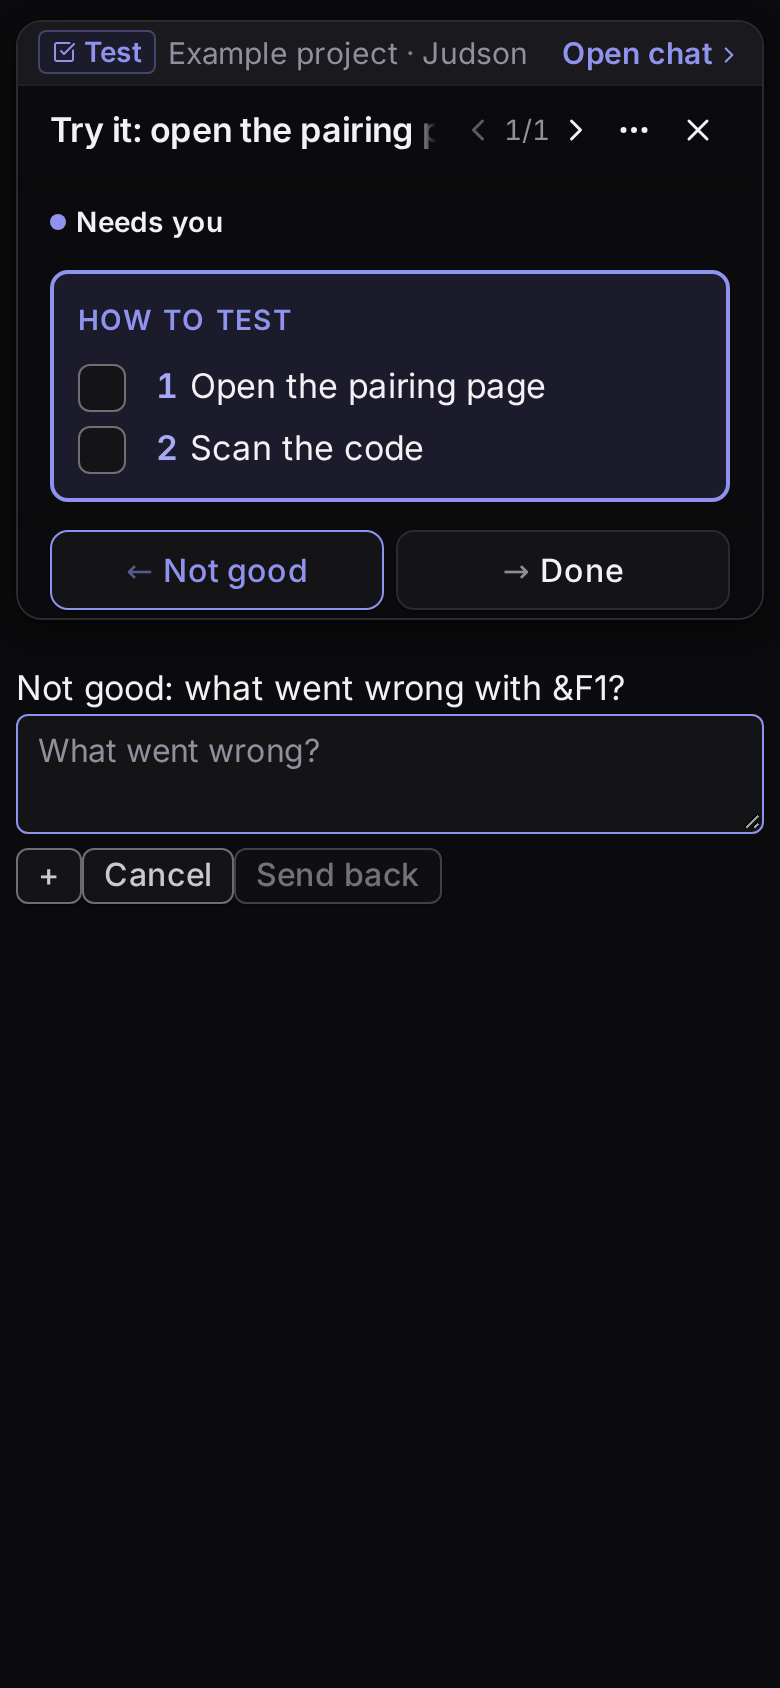 Test Example project · Judson Open chat ›
Try it: open the pairing
‹ 1/1 › ··· ×
Needs you
HOW TO TEST
1 Open the pairing page
2 Scan the code
← Not good
→ Done
Not good: what went wrong with &F1?
What went wrong?
+ Cancel Send back